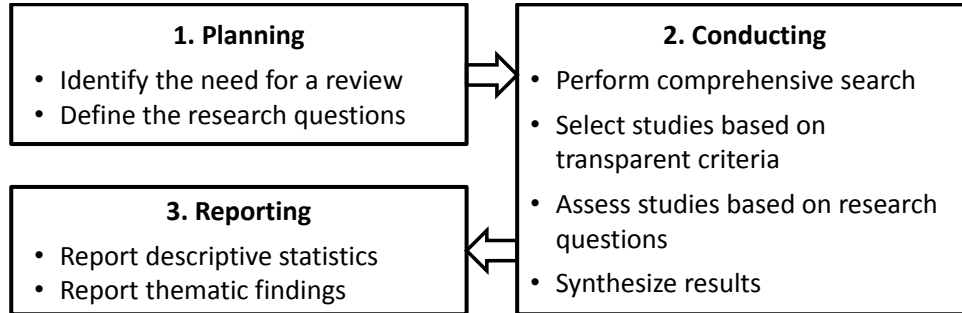 1. Planning
• Identify the need for a review
• Define the research questions
2. Conducting
• Perform comprehensive search
• Select studies based on
transparent criteria
• Assess studies based on research
questions
• Synthesize results
3. Reporting
• Report descriptive statistics
• Report thematic findings